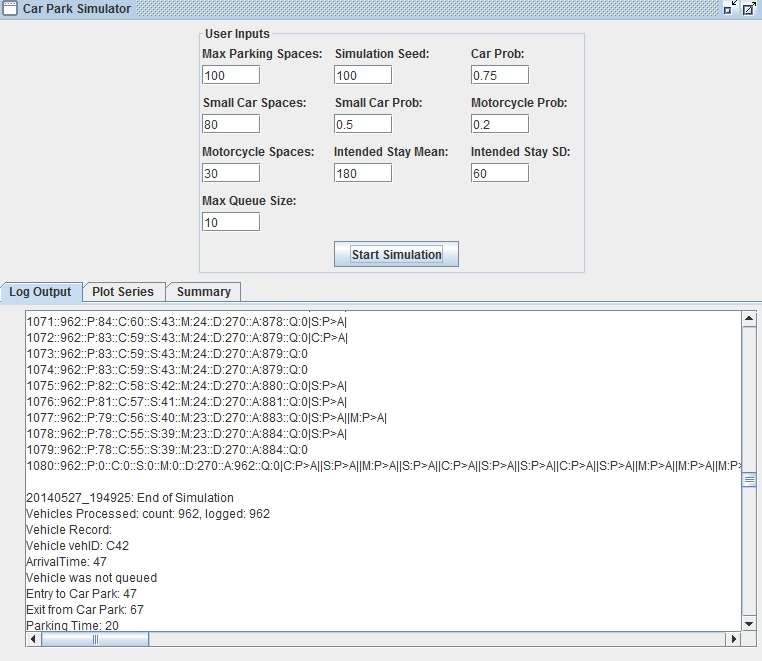 Car Park Simulator
User Inputs
Max Parking Spaces: Simulation Seed: Car Prob:
100 100 0.75
Small Car Spaces: Small Car Prob: Motorcycle Prob:
80 0.5 0.2
Motorcycle Spaces: Intended Stay Mean: Intended Stay SD:
30 180 60
Max Queue Size:
10
Start Simulation
Log Output Plot Series Summary
1071::962::P:84::C:60::S:43::M:24::D:270::A:878::Q:0|S:P>A|
1072::962::P:83::C:59::S:43::M:24::D:270::A:879::Q:0|C:P>A|
1073::962::P:83::C:59::S:43::M:24::D:270::A:879::Q:0
1074::962::P:83::C:59::S:43::M:24::D:270::A:879::Q:0
1075::962::P:82::C:58::S:42::M:24::D:270::A:880::Q:0|S:P>A|
1076::962::P:81::C:57::S:41::M:24::D:270::A:881::Q:0|S:P>A|
1077::962::P:79::C:56::S:40::M:23::D:270::A:883::Q:0|S:P>A||M:P>A|
1078::962::P:78::C:55::S:39::M:23::D:270::A:884::Q:0|S:P>A|
1079::962::P:78::C:55::S:39::M:23::D:270::A:884::Q:0
1080::962::P:0::C:0::S:0::M:0::D:270::A:962::Q:0|C:P>A||S:P>A||M:P>A||S:P>A||C:P>A||S:P>A||S:P>A||C:P>A||S:P>A||M:P>A||M:P>A||M:P>
20140527_194925: End of Simulation
Vehicles Processed: count: 962, logged: 962
Vehicle Record:
Vehicle vehID: C42
ArrivalTime: 47
Vehicle was not queued
Entry to Car Park: 47
Exit from Car Park: 67
Parking Time: 20